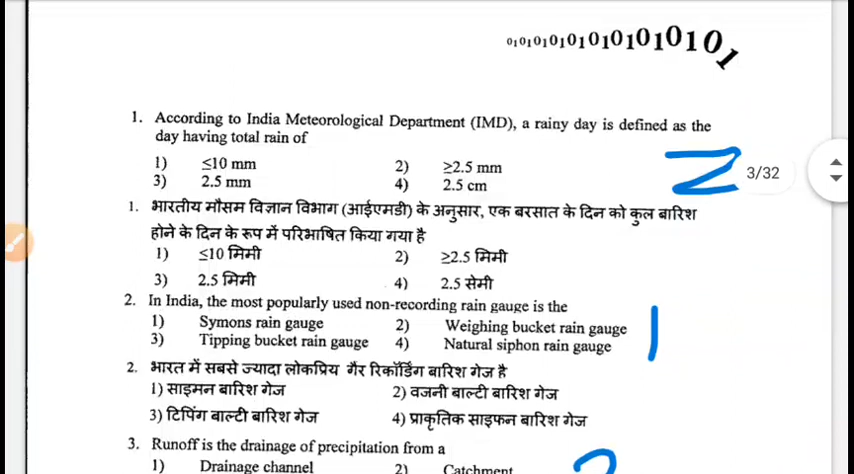 01010101010101010101
1. According to India Meteorological Department (IMD), a rainy day is defined as the
day having total rain of
1) ≤10 mm 2) ≥2.5 mm
3) 2.5 mm 4) 2.5 cm
2
3/32
1. भारतीय मौसम विज्ञान विभाग (आईएमडी) के अनुसार, एक बरसात के दिन को कुल बारिश
होने के दिन के रूप में परिभाषित किया गया है
1) ≤10 मिमी 2) ≥2.5 मिमी
3) 2.5 मिमी 4) 2.5 सेमी
2. In India, the most popularly used non-recording rain gauge is the
1) Symons rain gauge 2) Weighing bucket rain gauge
3) Tipping bucket rain gauge 4) Natural siphon rain gauge
1
2. भारत में सबसे ज्यादा लोकप्रिय गैर रिकॉर्डिंग बारिश गेज है
1) साइमन बारिश गेज 2) वजनी बाल्टी बारिश गेज
3) टिपिंग बाल्टी बारिश गेज 4) प्राकृतिक साइफन बारिश गेज
3. Runoff is the drainage of precipitation from a
1) Drainage channel 2) Catchment